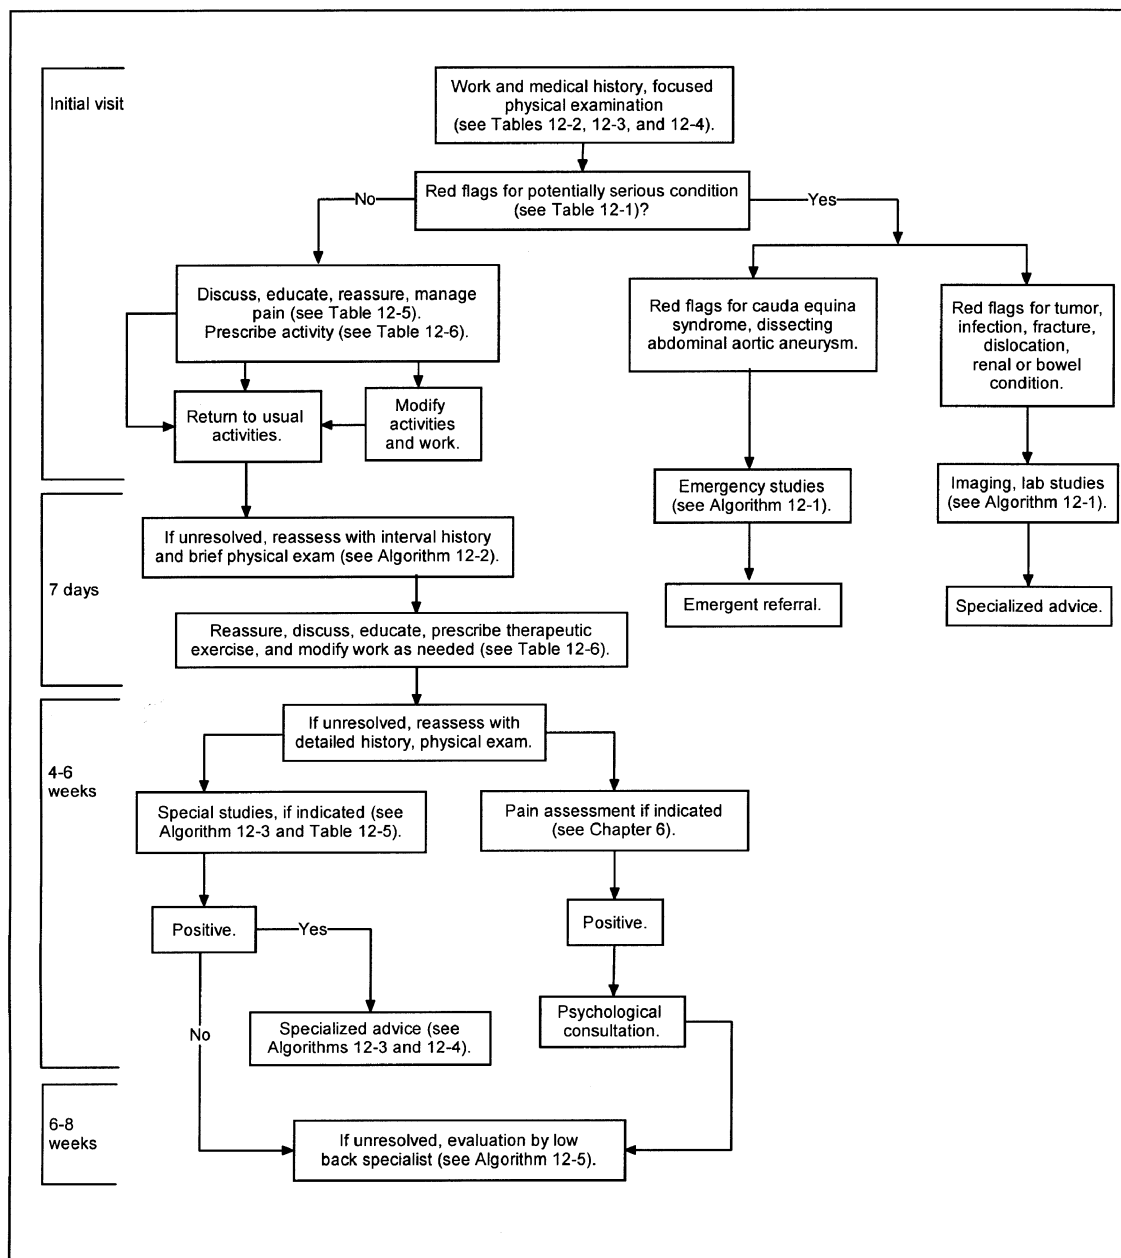 Initial visit
Work and medical history, focused
physical examination
(see Tables 12-2, 12-3, and 12-4).
Red flags for potentially serious condition
(see Table 12-1)?
No
Yes
Discuss, educate, reassure, manage
pain (see Table 12-5).
Prescribe activity (see Table 12-6).
Red flags for cauda equina
syndrome, dissecting
abdominal aortic aneurysm.
Red flags for tumor,
infection, fracture,
dislocation,
renal or bowel
condition.
Return to usual
activities.
Modify
activities
and work.
Emergency studies
(see Algorithm 12-1).
Imaging, lab studies
(see Algorithm 12-1).
7 days
If unresolved, reassess with interval history
and brief physical exam (see Algorithm 12-2).
Emergent referral.
Specialized advice.
Reassure, discuss, educate, prescribe therapeutic
exercise, and modify work as needed (see Table 12-6).
4-6
weeks
If unresolved, reassess with
detailed history, physical exam.
Special studies, if indicated (see
Algorithm 12-3 and Table 12-5).
Pain assessment if indicated
(see Chapter 6).
Positive.
Yes
Positive.
No
Specialized advice (see
Algorithms 12-3 and 12-4).
Psychological
consultation.
6-8
weeks
If unresolved, evaluation by low
back specialist (see Algorithm 12-5).